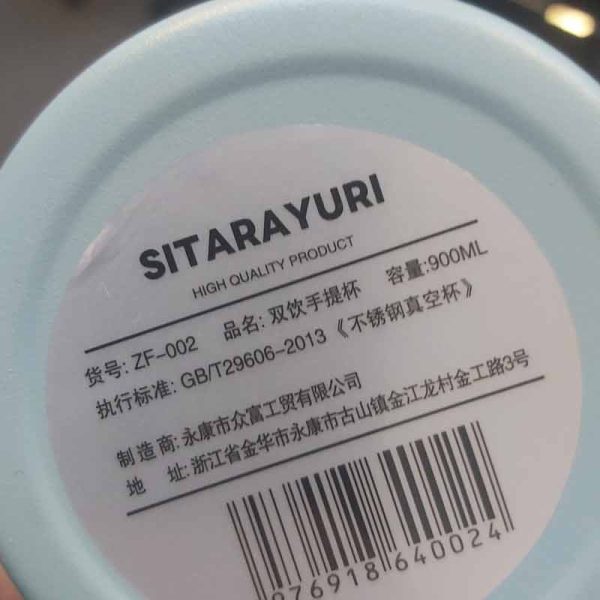 SITARAYURI
HIGH QUALITY PRODUCT
货号: ZF-002 品名: 双饮手提杯 容量:900ML
执行标准: GB/T29606-2013《不锈钢真空杯》
制造商:永康市众富工贸有限公司
地 址:浙江省金华市永康市古山镇金江龙村金工路3号
976918 640024